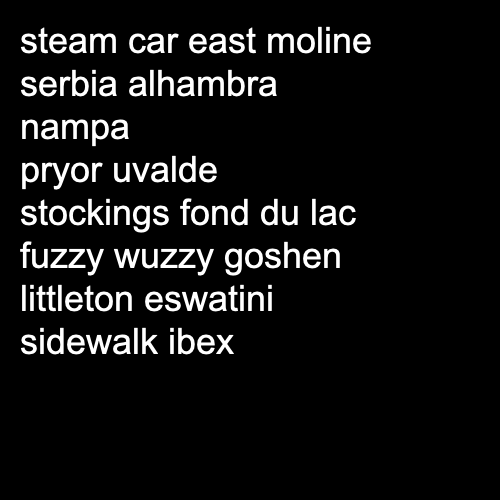 steam car east moline
serbia alhambra
nampa
pryor uvalde
stockings fond du lac
fuzzy wuzzy goshen
littleton eswatini
sidewalk ibex